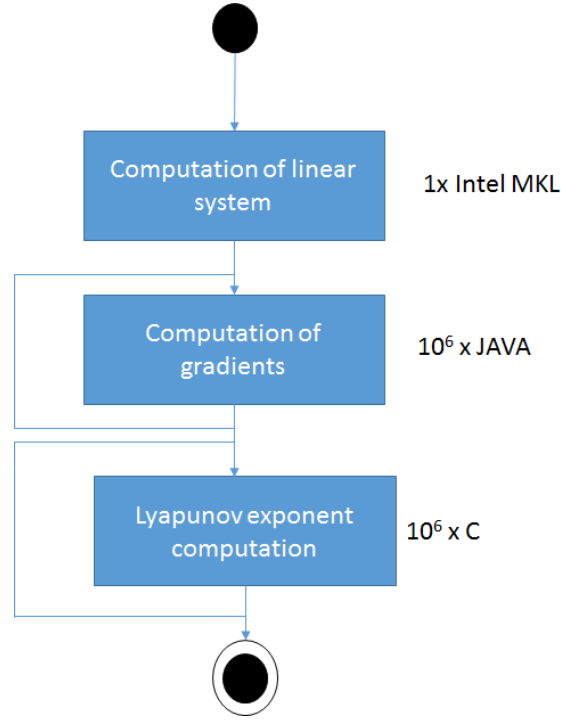 Computation of linear
system
1x Intel MKL
Computation of
gradients
10⁶ x JAVA
Lyapunov exponent
computation
10⁶ x C